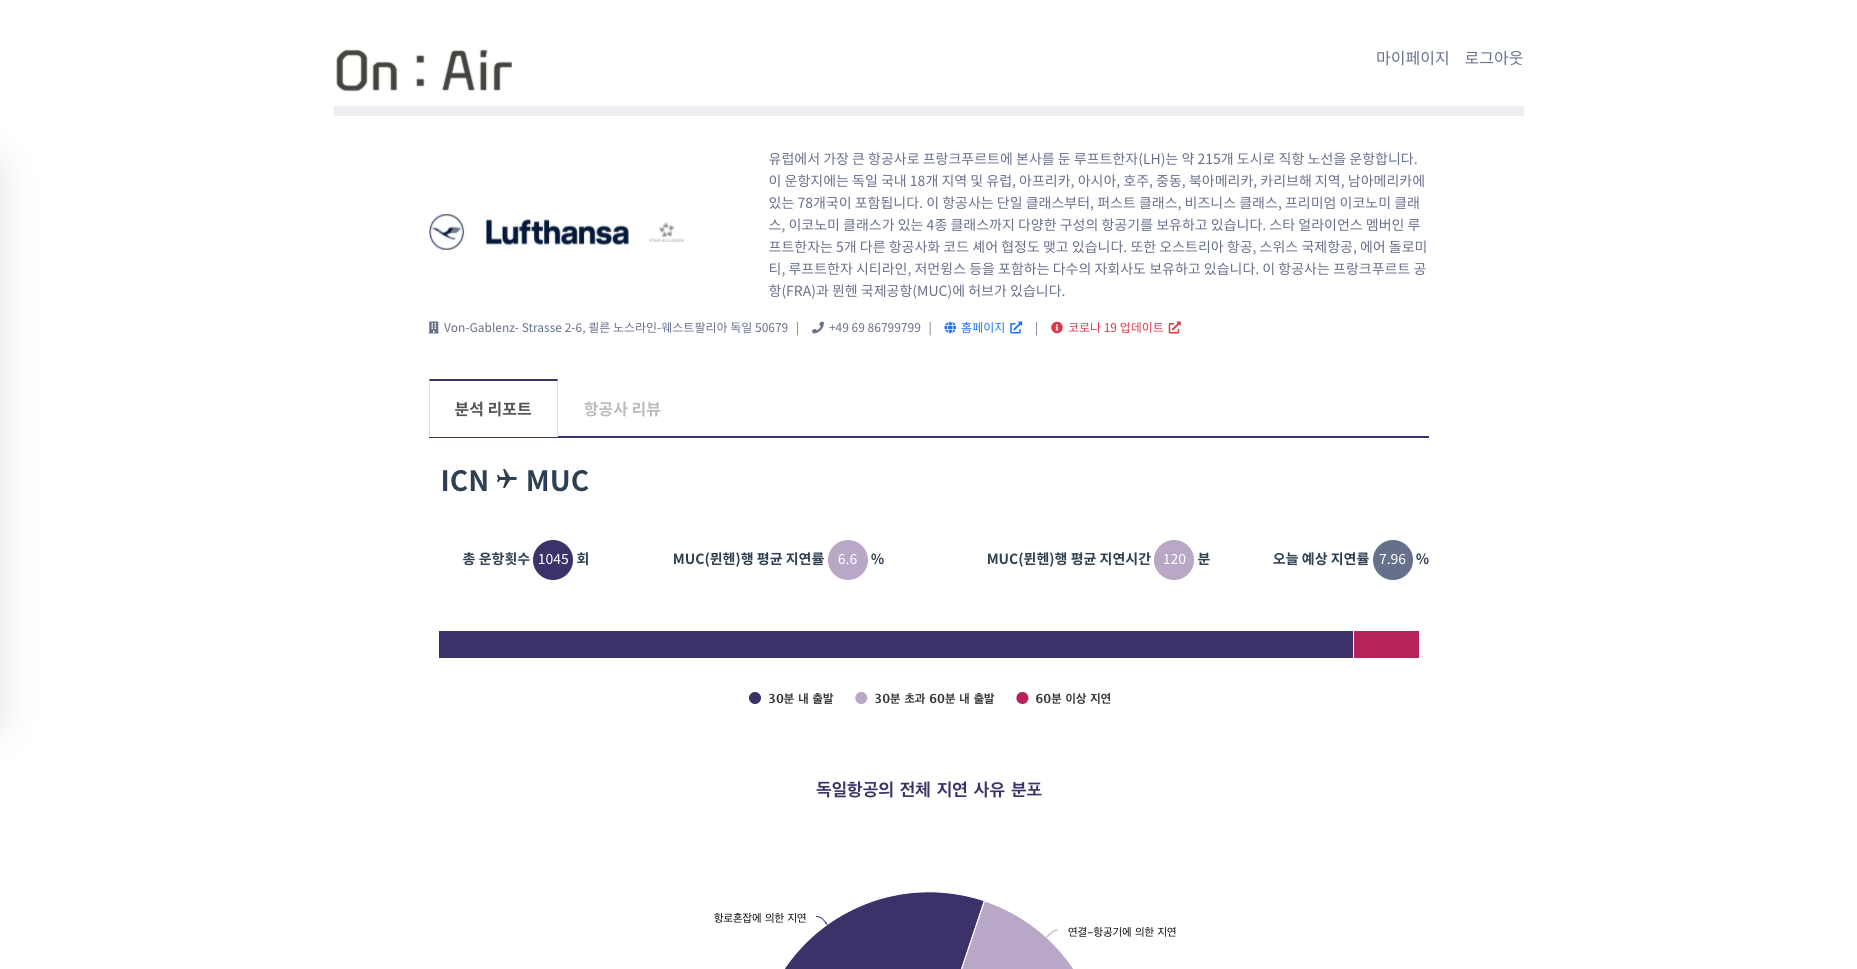 On : Air
마이페이지 로그아웃
유럽에서 가장 큰 항공사로 프랑크푸르트에 본사를 둔 루프트한자(LH)는 약 215개 도시로 직항 노선을 운항합니다.
이 운항지에는 독일 국내 18개 지역 및 유럽, 아프리카, 아시아, 호주, 중동, 북아메리카, 카리브해 지역, 남아메리카에
있는 78개국이 포함됩니다. 이 항공사는 단일 클래스부터, 퍼스트 클래스, 비즈니스 클래스, 프리미엄 이코노미 클래
스, 이코노미 클래스가 있는 4종 클래스까지 다양한 구성의 항공기를 보유하고 있습니다. 스타 얼라이언스 멤버인 루
프트한자는 5개 다른 항공사화 코드 셰어 협정도 맺고 있습니다. 또한 오스트리아 항공, 스위스 국제항공, 에어 돌로미
티, 루프트한자 시티라인, 저먼윙스 등을 포함하는 다수의 자회사도 보유하고 있습니다. 이 항공사는 프랑크푸르트 공
항(FRA)과 뮌헨 국제공항(MUC)에 허브가 있습니다.
Lufthansa
STAR ALLIANCE
Von-Gablenz- Strasse 2-6, 쾰른 노스라인-웨스트팔리아 독일 50679 | +49 69 86799799 | 홈페이지 | 코로나 19 업데이트
분석 리포트 항공사 리뷰
ICN ✈ MUC
총 운항횟수 1045 회 MUC(뮌헨)행 평균 지연률 6.6 % MUC(뮌헨)행 평균 지연시간 120 분 오늘 예상 지연률 7.96 %
30분 내 출발 30분 초과 60분 내 출발 60분 이상 지연
독일항공의 전체 지연 사유 분포
항로혼잡에 의한 지연
연결-항공기에 의한 지연